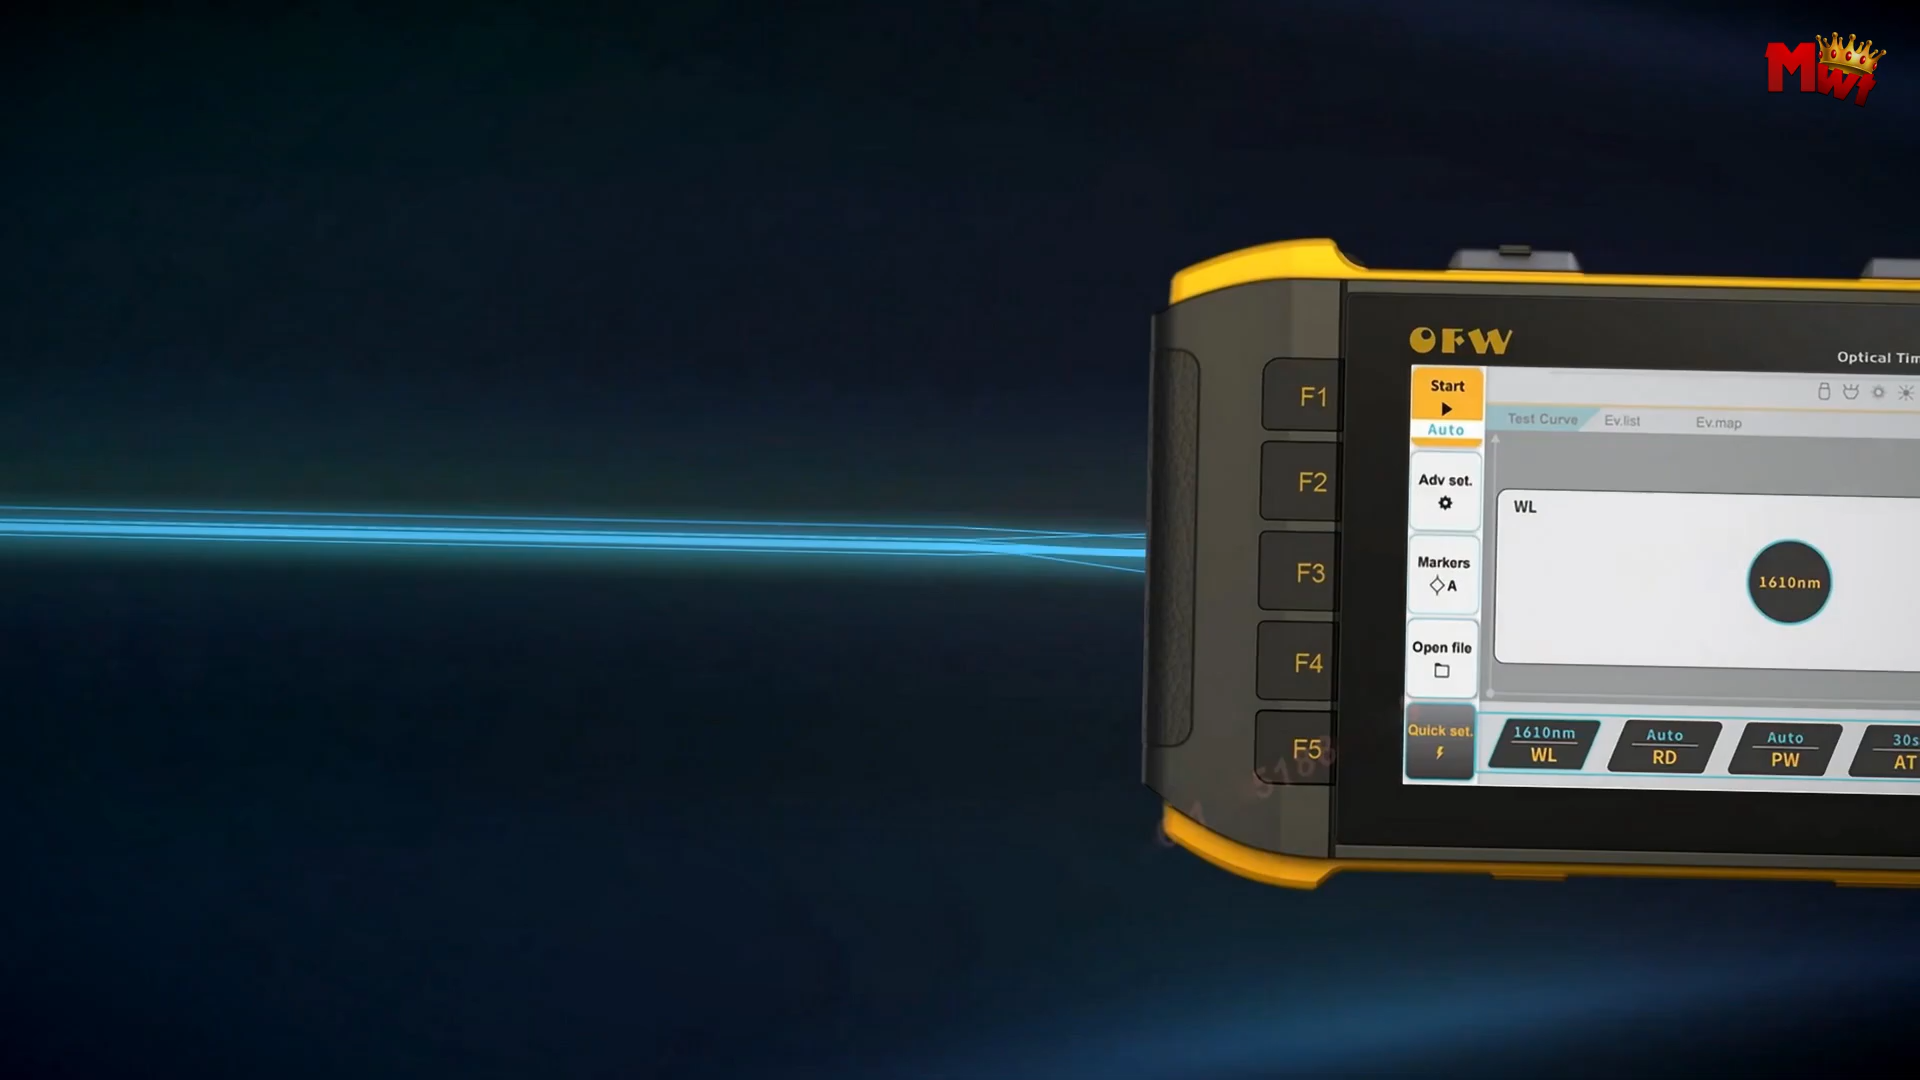 MW1
OFW
Optical Tim
F1
F2
F3
F4
F5
Start
Auto
Adv set.
Markers
A
Open file
Quick set.
Test Curve Ev.list Ev.map
WL
1610nm
1610nm Auto Auto 30s
WL RD PW AT